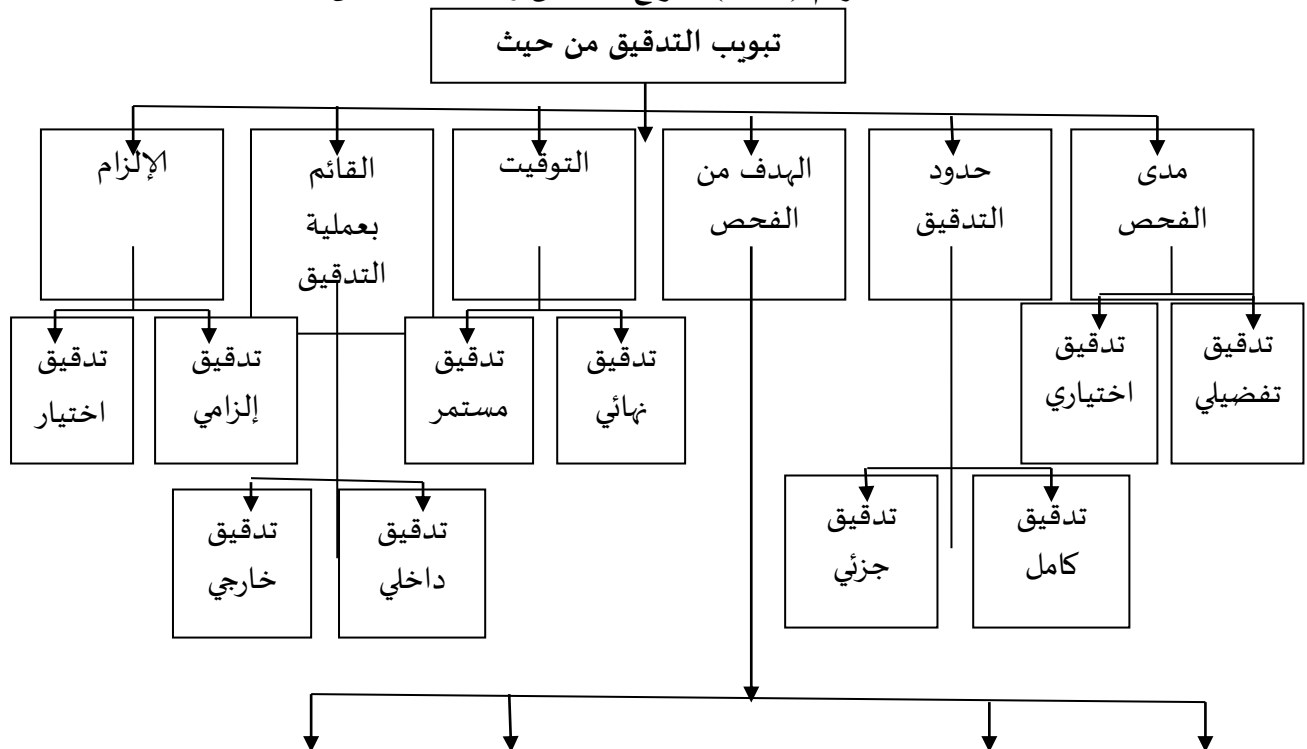 تبويب التدقيق من حيث
مدى
الفحص
حدود
التدقيق
الهدف من
الفحص
التوقيت
القائم
بعملية
التدقيق
الإلزام
تدقيق
تفضيلي
تدقيق
اختياري
تدقيق
نهائي
تدقيق
مستمر
تدقيق
إلزامي
تدقيق
اختيار
تدقيق
كامل
تدقيق
جزئي
تدقيق
داخلي
تدقيق
خارجي